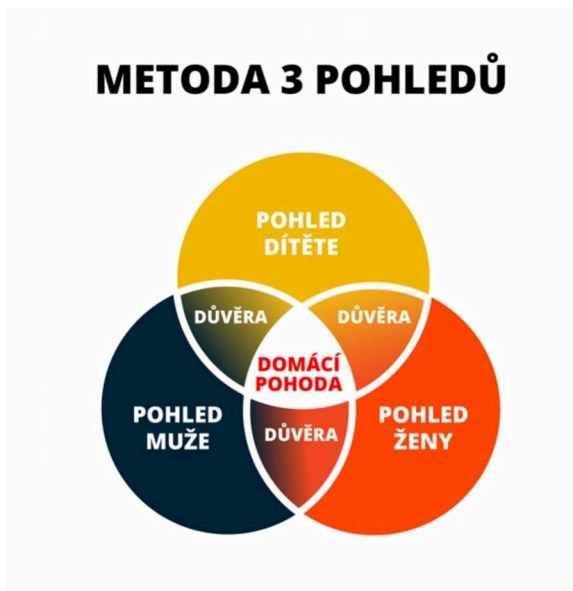 METODA 3 POHLEDŮ
POHLED
DÍTĚTE
DŮVĚRA
DŮVĚRA
DOMÁCÍ
POHODA
POHLED
MUŽE
DŮVĚRA
POHLED
ŽENY